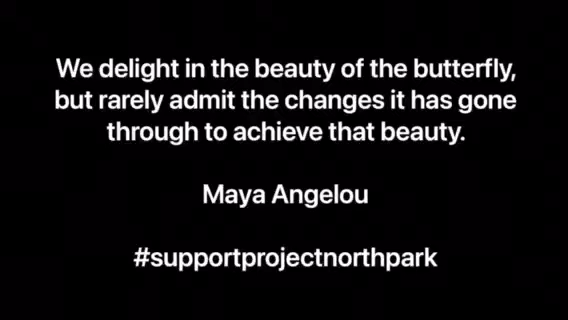 We delight in the beauty of the butterfly,
but rarely admit the changes it has gone
through to achieve that beauty.
Maya Angelou
#supportprojectnorthpark